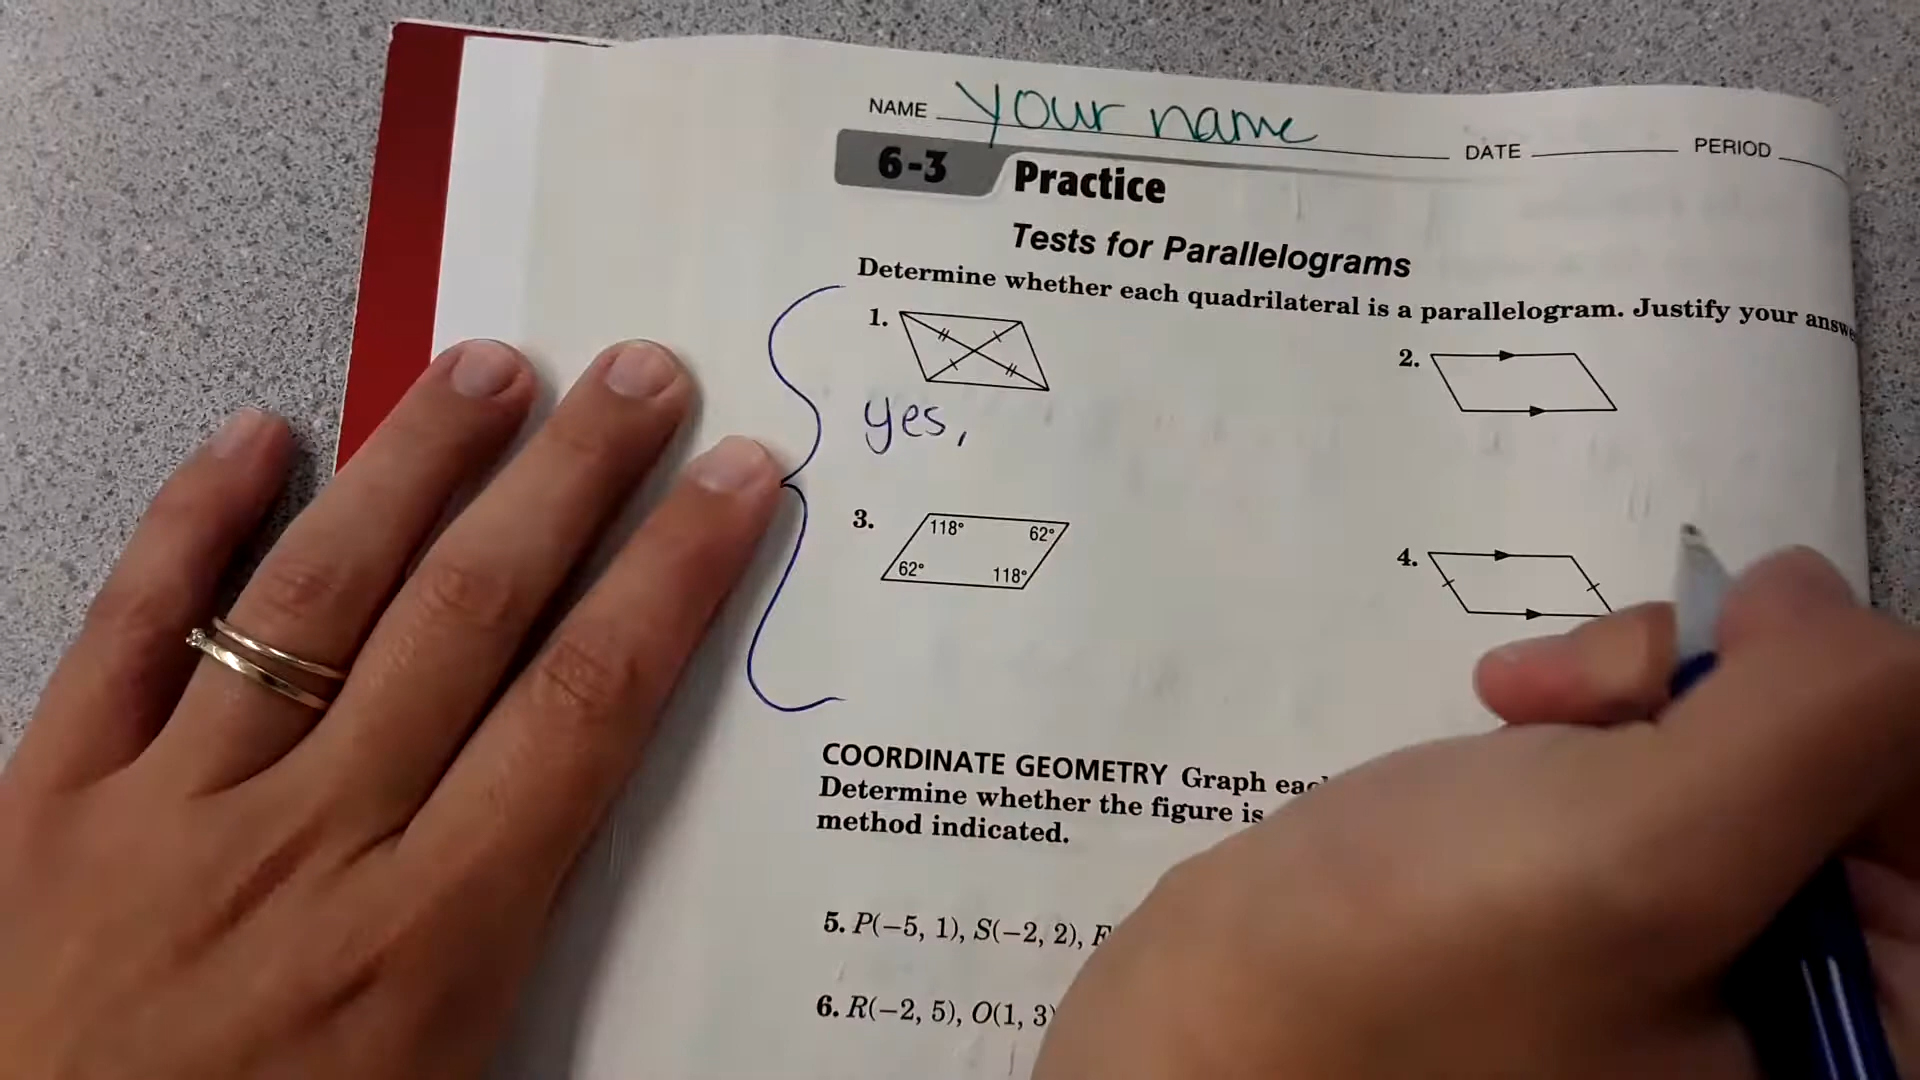 NAME Your name DATE PERIOD
6-3 Practice
Tests for Parallelograms
Determine whether each quadrilateral is a parallelogram. Justify your
1.
2.
yes,
3. 118° 62°
62° 118°
4.
COORDINATE GEOMETRY Graph
Determine whether the figure is
method indicated.
5. P(−5, 1), S(−2, 2),
6. R(−2, 5), O(1, 3)